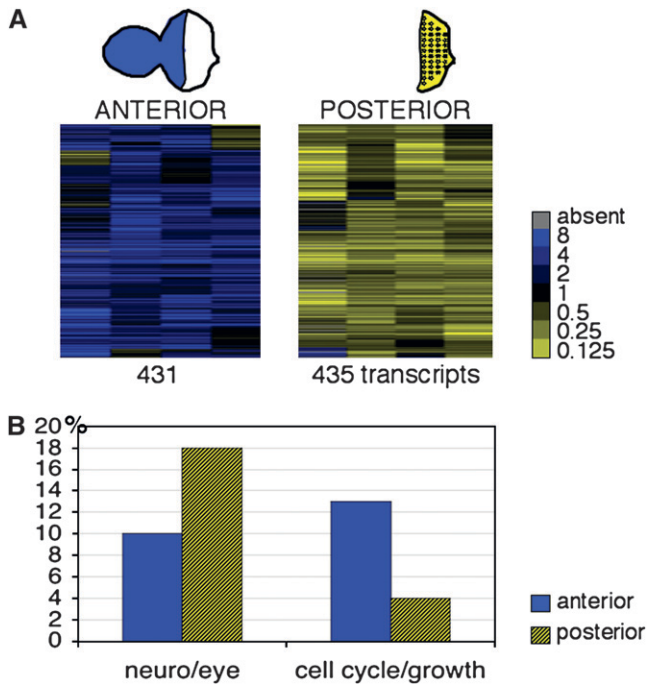 A
ANTERIOR
POSTERIOR
absent
8
4
2
1
0.5
0.25
0.125
431
435 transcripts
B
20%
18
16
14
12
10
8
6
4
2
0
neuro/eye
cell cycle/growth
anterior
posterior